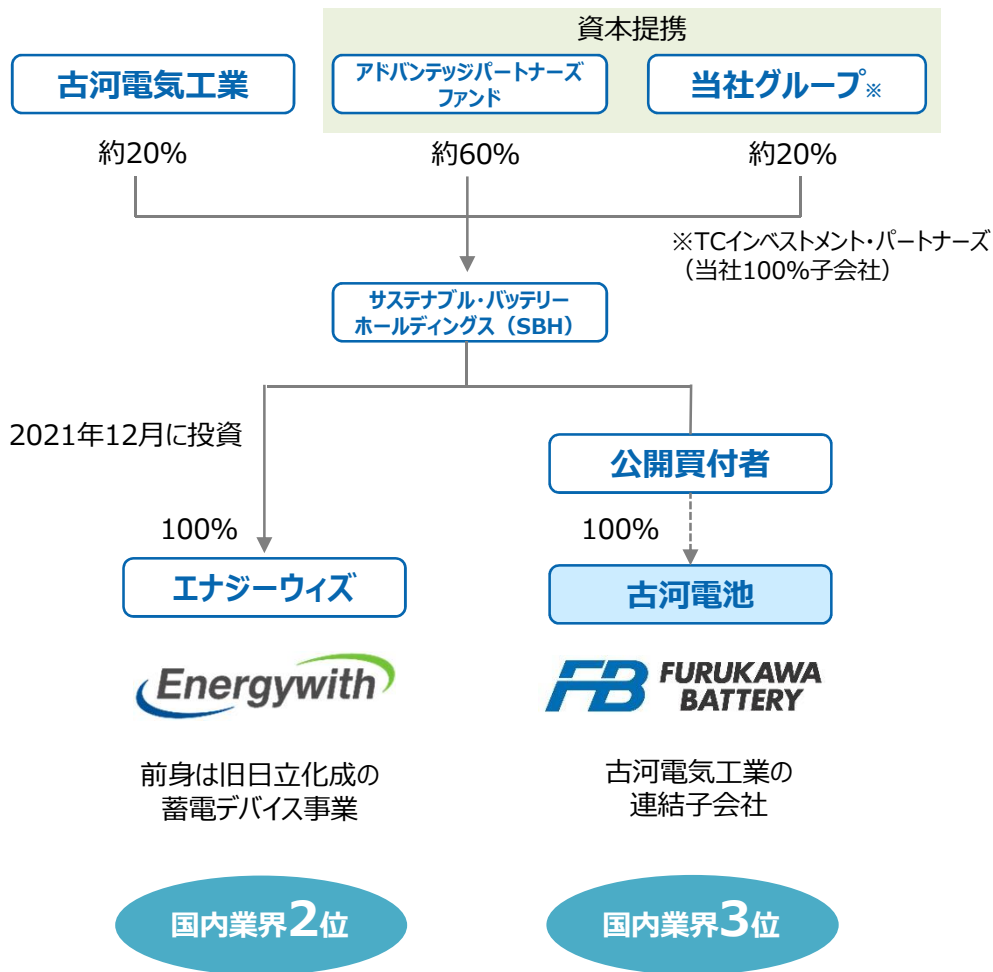 資本提携
古河電気工業
アドバンテッジパートナーズ
ファンド
当社グループ※
約20%
約60%
約20%
※TCインベストメント・パートナーズ
（当社100%子会社）
サステナブル・バッテリー
ホールディングス（SBH）
2021年12月に投資
公開買付者
100%
100%
エナジーウィズ
古河電池
Energywith
FB FURUKAWA
BATTERY
前身は旧日立化成の
蓄電デバイス事業
古河電気工業の
連結子会社
国内業界2位
国内業界3位